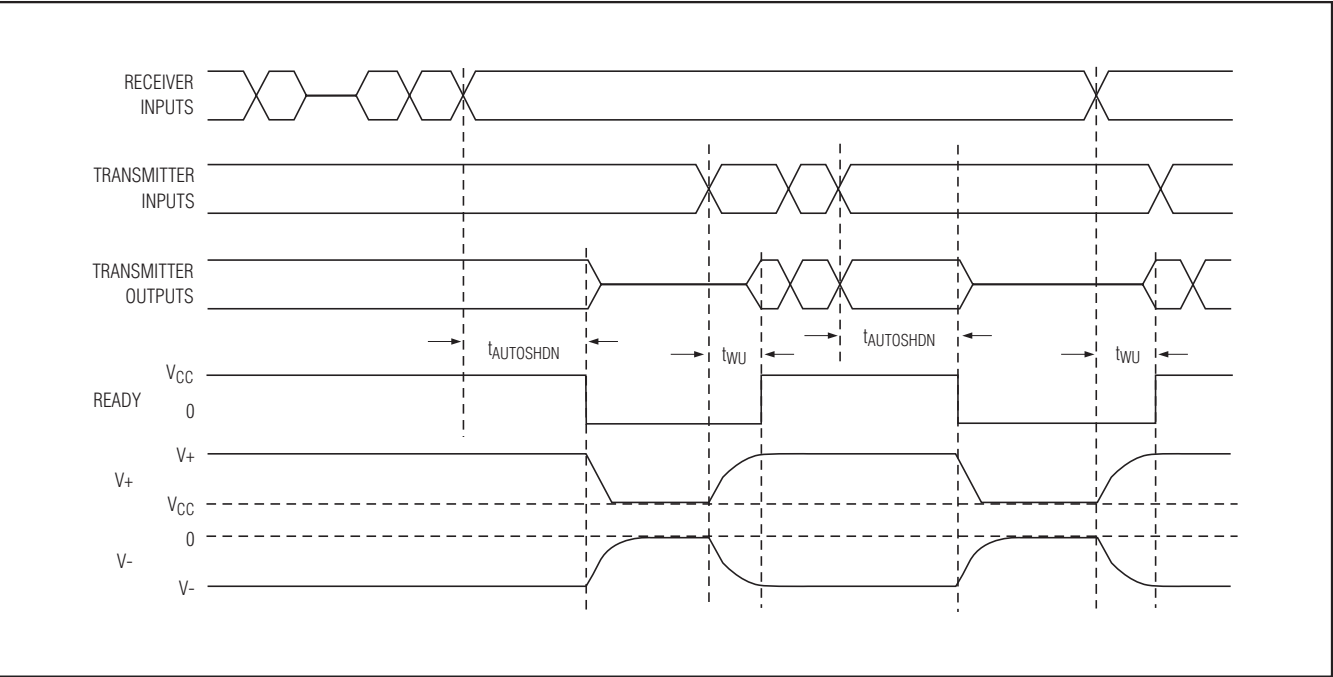 RECEIVER
INPUTS
TRANSMITTER
INPUTS
TRANSMITTER
OUTPUTS
tAUTOSHDN
tWU
tAUTOSHDN
tWU
VCC
READY
0
V+
V+
VCC
0
V-
V-